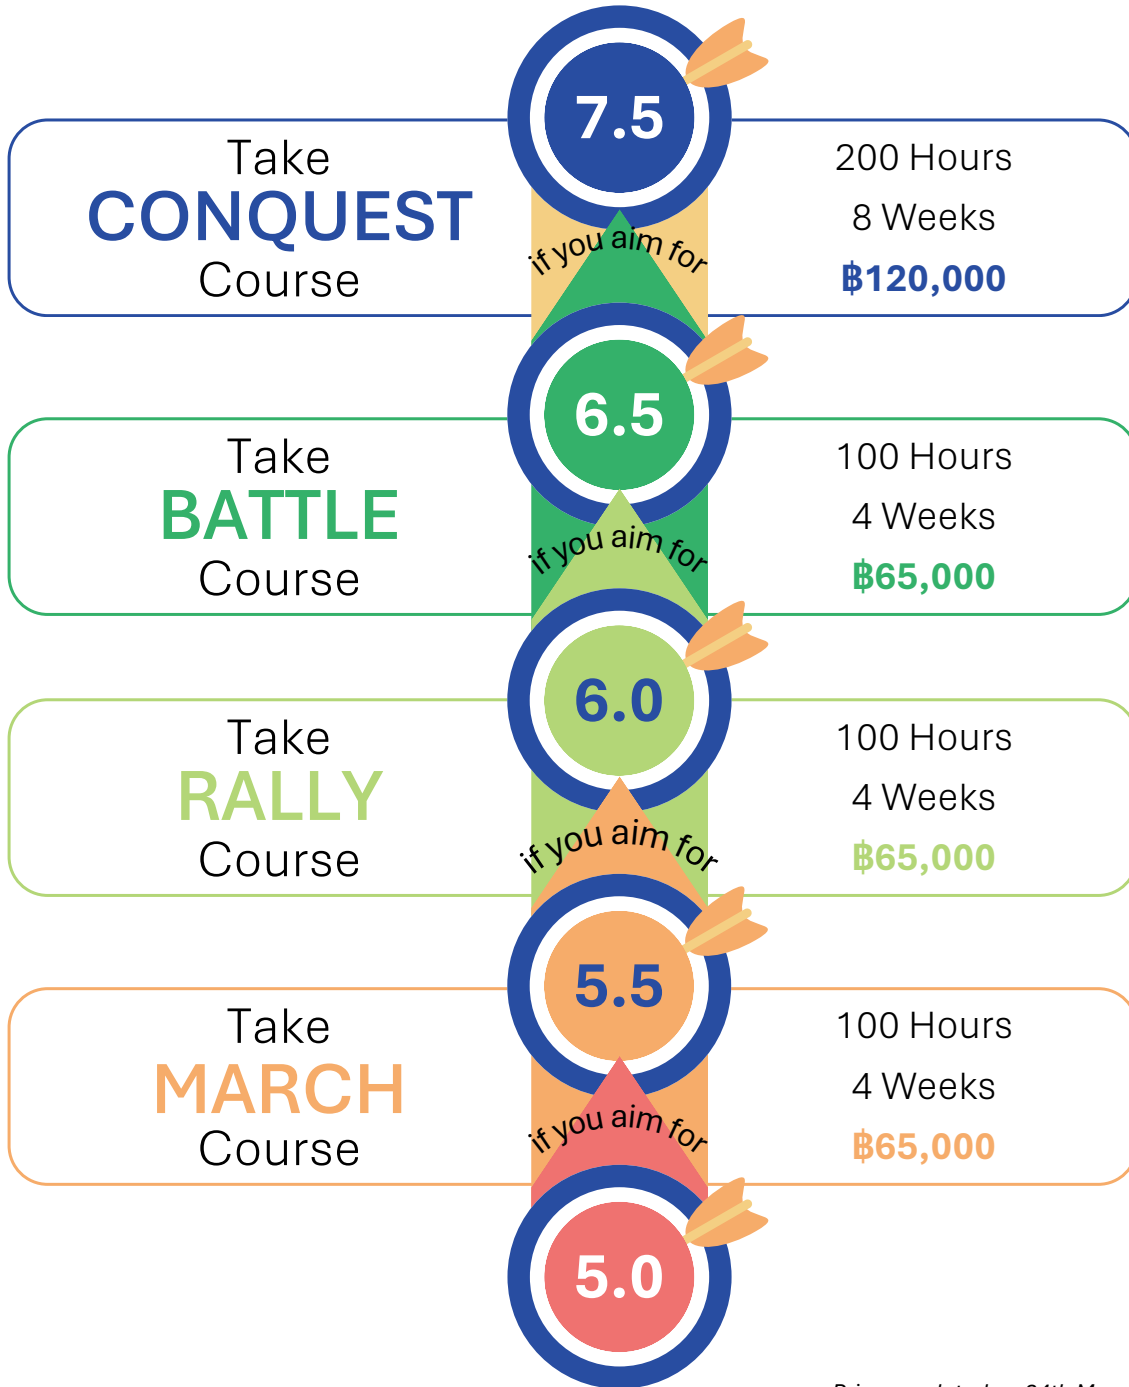 7.5
Take
CONQUEST
Course
if you aim for
200 Hours
8 Weeks
฿120,000
6.5
Take
BATTLE
Course
if you aim for
100 Hours
4 Weeks
฿65,000
6.0
Take
RALLY
Course
if you aim for
100 Hours
4 Weeks
฿65,000
5.5
Take
MARCH
Course
if you aim for
100 Hours
4 Weeks
฿65,000
5.0